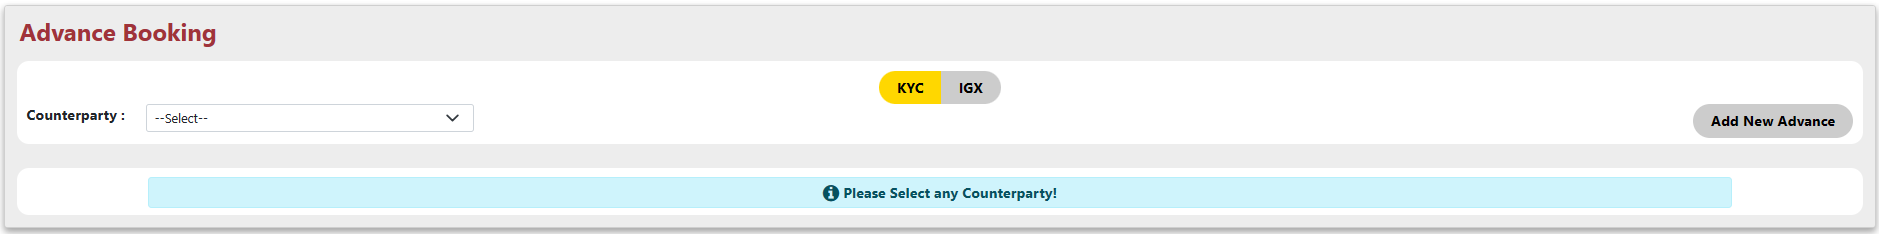 Advance Booking
KYC IGX
Counterparty : --Select--
Add New Advance
Please Select any Counterparty!